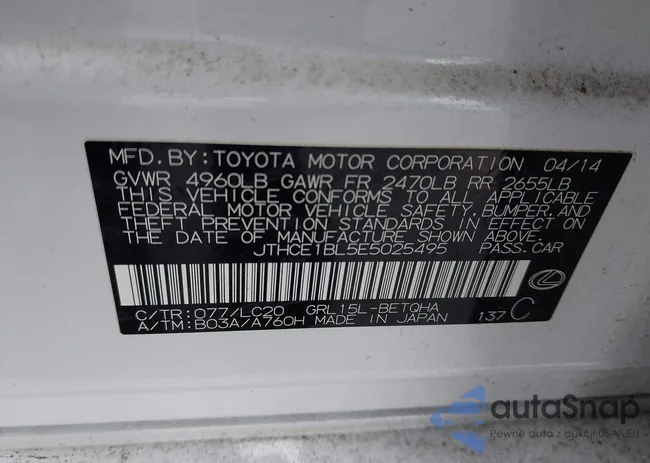 MFD. BY: TOYOTA MOTOR CORPORATION 04/14
GVWR 4960LB GAWR FR 2470LB RR 2655LB
THIS VEHICLE CONFORMS TO ALL APPLICABLE
FEDERAL MOTOR VEHICLE SAFETY, BUMPER, AND
THEFT PREVENTION STANDARDS IN EFFECT ON
THE DATE OF MANUFACTURE SHOWN ABOVE.
JTHCE1BL5E5025495 PASS. CAR
C/TR: 077/LC20 GRL15L-BETQHA
A/TM: B03A/A760H MADE IN JAPAN 137 C
autoSnap
Pewne auta z aukcji USA i EU